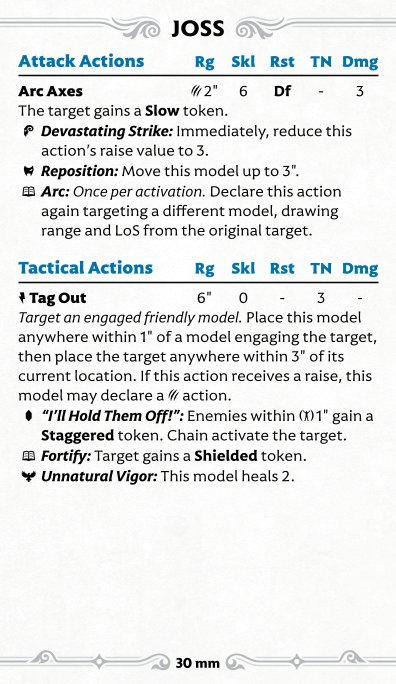 JOSS
Attack Actions Rg Skl Rst TN Dmg
Arc Axes 2" 6 Df - 3
The target gains a Slow token.
Devastating Strike: Immediately, reduce this
action's raise value to 3.
Reposition: Move this model up to 3".
Arc: Once per activation. Declare this action
again targeting a different model, drawing
range and LoS from the original target.
Tactical Actions Rg Skl Rst TN Dmg
Tag Out 6" 0 - 3 -
Target an engaged friendly model. Place this model
anywhere within 1" of a model engaging the target,
then place the target anywhere within 3" of its
current location. If this action receives a raise, this
model may declare a action.
"I'll Hold Them Off!": Enemies within 1" gain a
Staggered token. Chain activate the target.
Fortify: Target gains a Shielded token.
Unnatural Vigor: This model heals 2.
30 mm